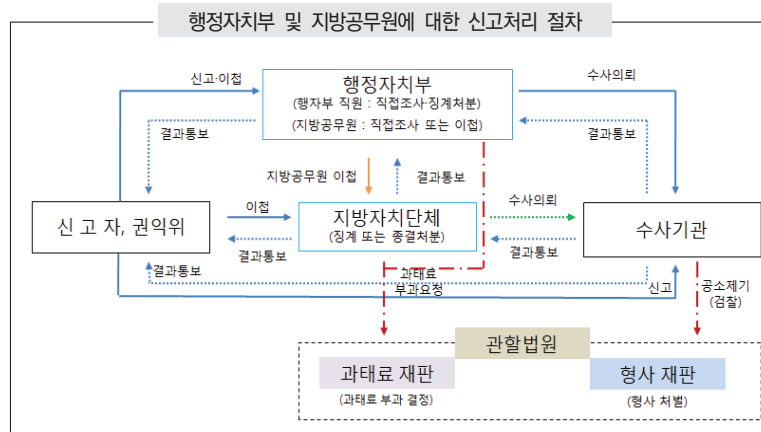 행정자치부 및 지방공무원에 대한 신고처리 절차
신고·이첩
행정자치부
(행자부 직원 : 직접조사·징계처분)
(지방공무원 : 직접조사 또는 이첩)
수사의뢰
결과통보
결과통보
지방공무원 이첩
결과통보
신 고 자, 권익위
이첩
결과통보
지방자치단체
(징계 또는 종결처분)
수사의뢰
결과통보
수사기관
결과통보
과태료
부과요청
신고
공소제기
(검찰)
관할법원
과태료 재판
(과태료 부과 결정)
형사 재판
(형사 처벌)